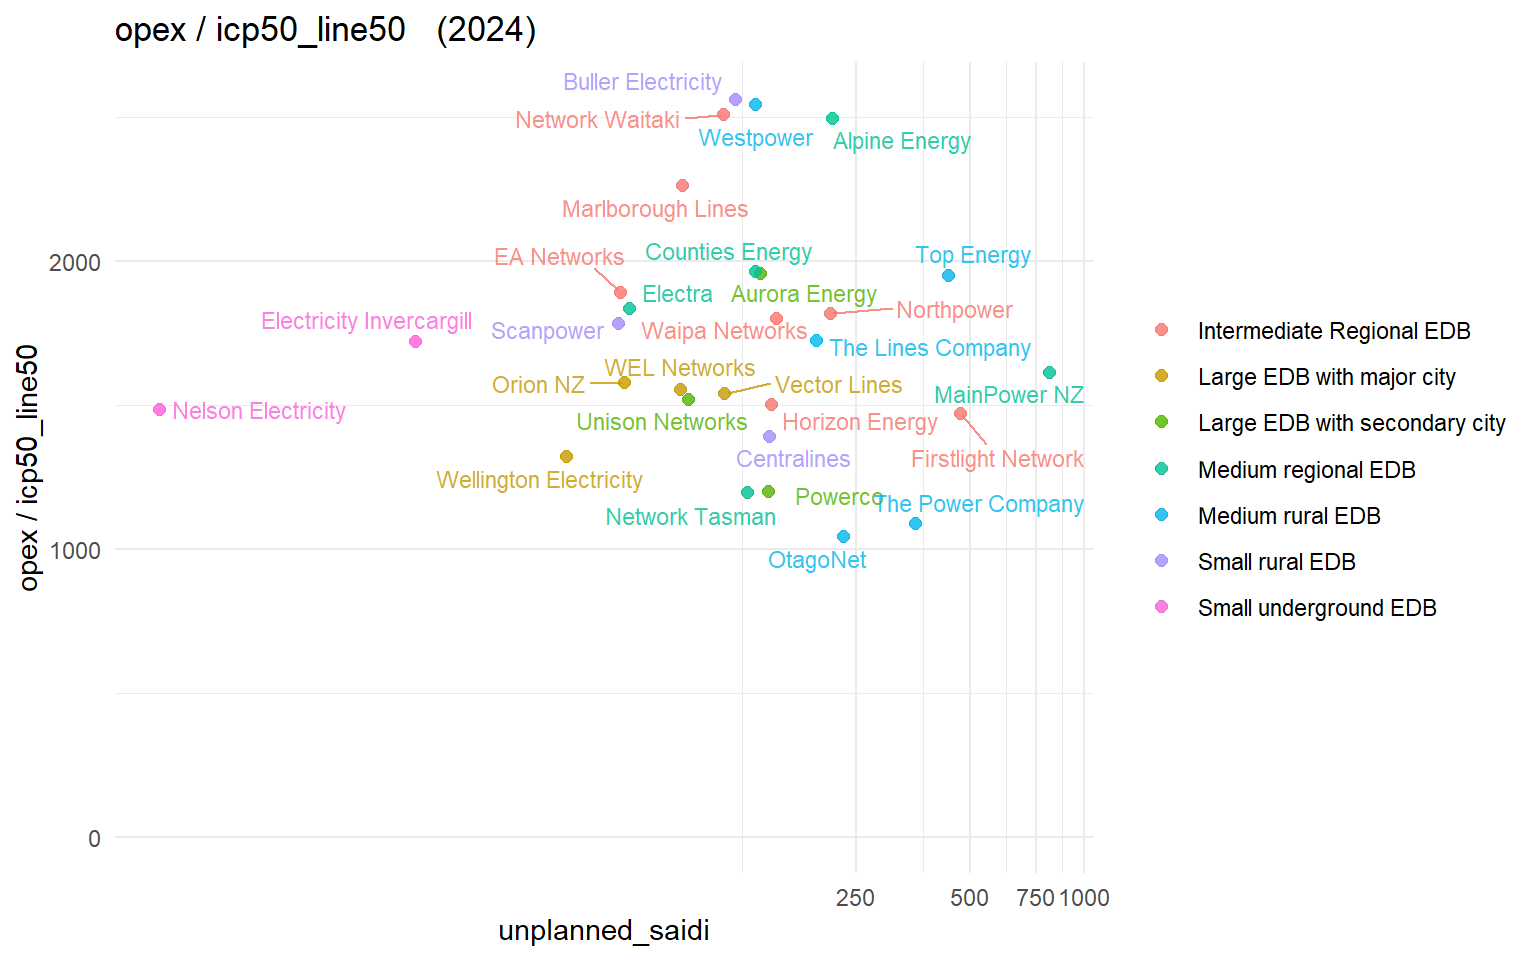 opex / icp50_line50   (2024)
Buller Electricity
Network Waitaki
Westpower
Alpine Energy
Marlborough Lines
Counties Energy
EA Networks
Top Energy
2000
Electra
Aurora Energy
Northpower
Electricity Invercargill
Scanpower
Waipa Networks
The Lines Company
WEL Networks
Orion NZ
Vector Lines
MainPower NZ
Nelson Electricity
Unison Networks
Horizon Energy
Centralines
Firstlight Network
Wellington Electricity
Powerco
The Power Company
Network Tasman
1000
OtagoNet
0
250
500
750
1000
unplanned_saidi
opex / icp50_line50
Intermediate Regional EDB
Large EDB with major city
Large EDB with secondary city
Medium regional EDB
Medium rural EDB
Small rural EDB
Small underground EDB